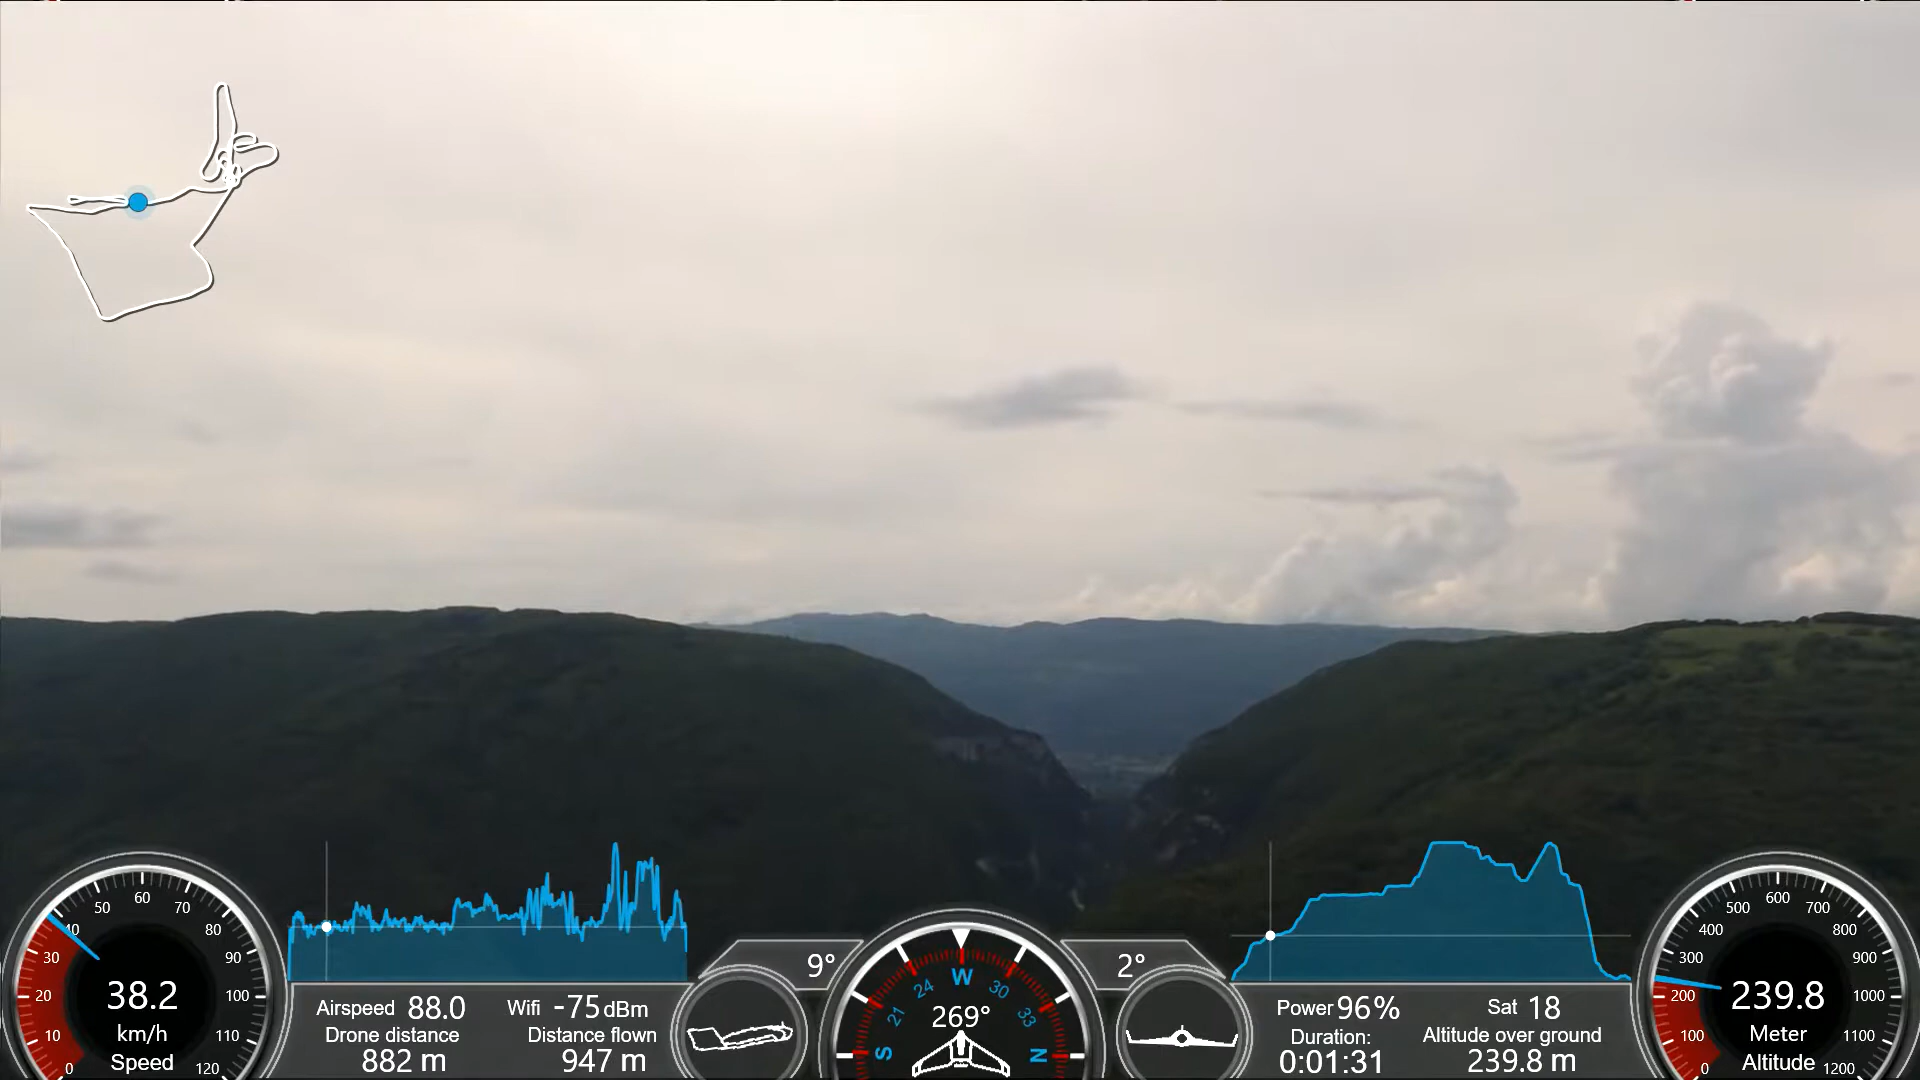 0 10 20 30 40 50 60 70 80 90 100 110 120
38.2
km/h
Speed
Airspeed 88.0 Wifi -75 dBm
Drone distance Distance flown
882 m 947 m
9°
S 21 24 W 30 33 N
269°
2°
Power 96% Sat 18
Duration: Altitude over ground
0:01:31 239.8 m
0 100 200 300 400 500 600 700 800 900 1000 1100 1200
239.8
Meter
Altitude